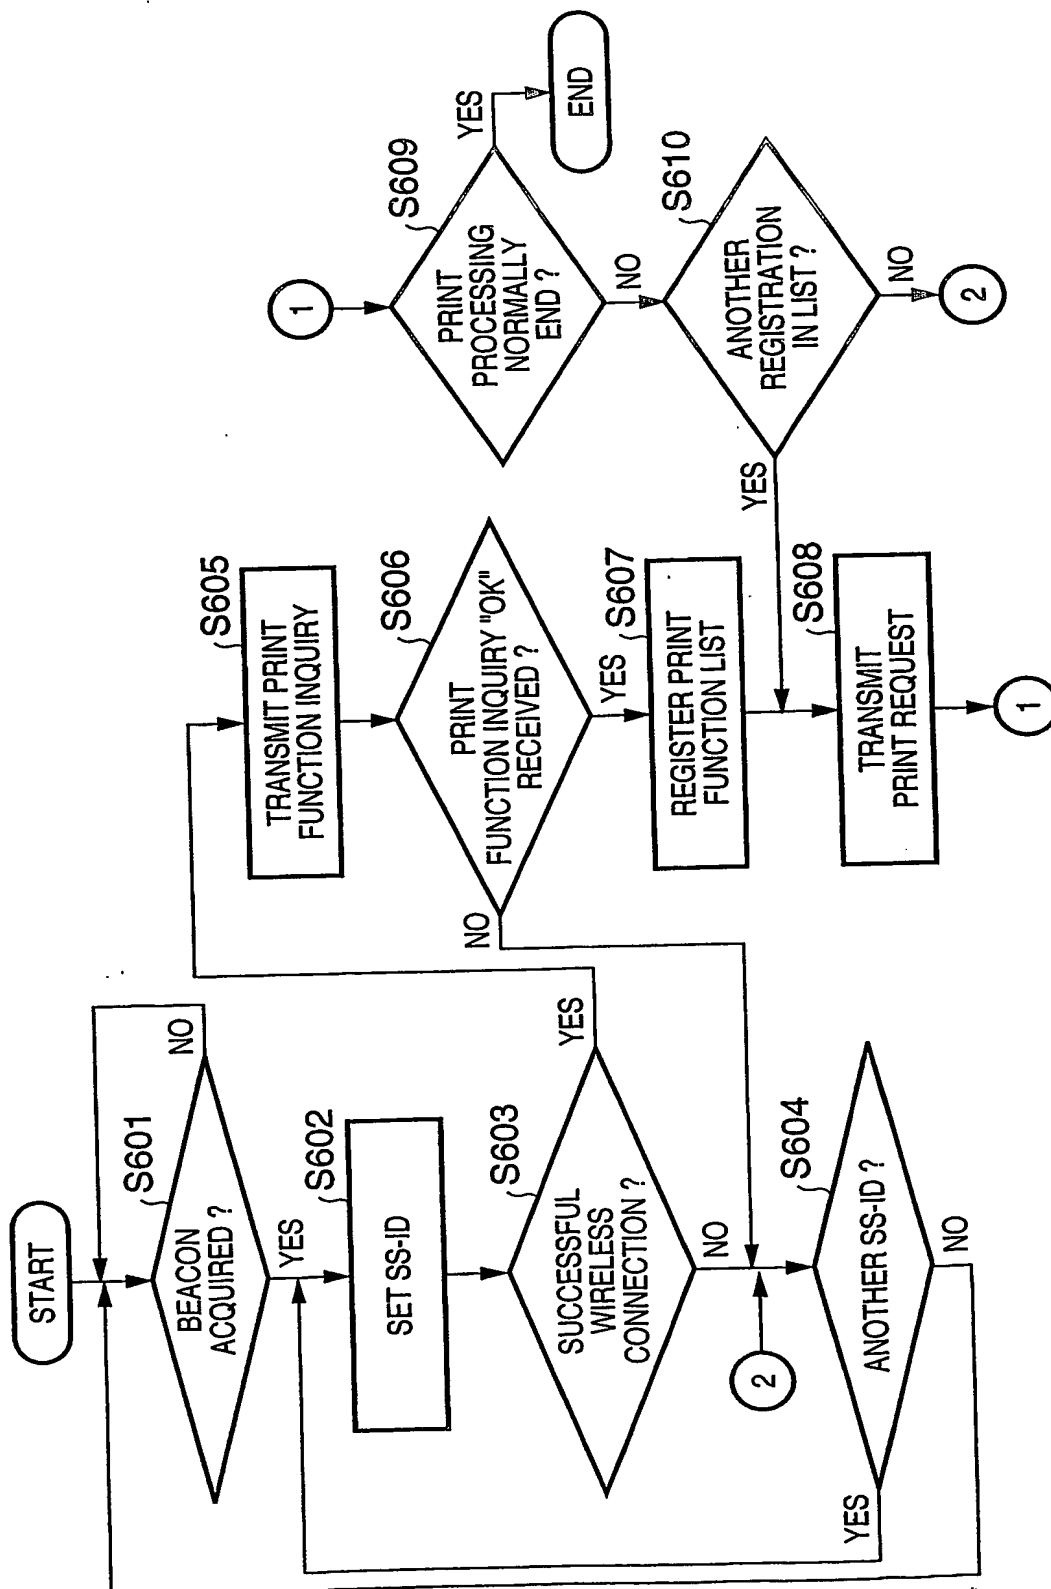 START
S601
BEACON
ACQUIRED ?
NO
YES
S602
SET SS-ID
S603
SUCCESSFUL
WIRELESS
CONNECTION ?
YES
NO
2
S604
ANOTHER SS-ID ?
YES
NO
S605
TRANSMIT PRINT
FUNCTION INQUIRY
S606
PRINT
FUNCTION INQUIRY "OK"
RECEIVED ?
NO
YES
S607
REGISTER PRINT
FUNCTION LIST
S608
TRANSMIT
PRINT REQUEST
1
1
S609
PRINT
PROCESSING
NORMALLY
END ?
YES
END
NO
S610
ANOTHER
REGISTRATION
IN LIST ?
YES
NO
2